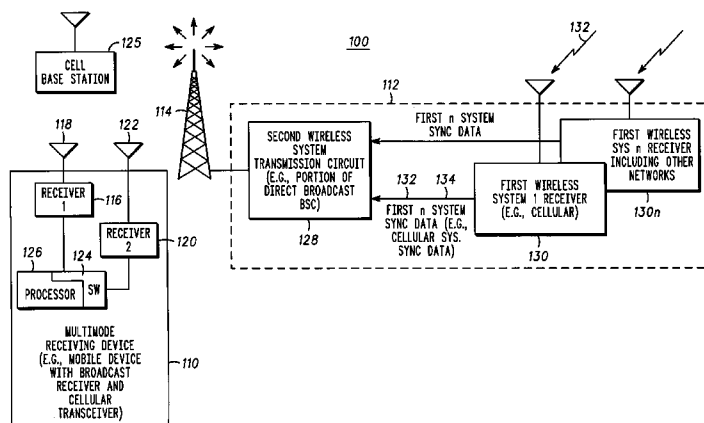 125
CELL
BASE STATION
100
132
114
112
118
122
FIRST n SYSTEM
SYNC DATA
SECOND WIRELESS
SYSTEM
TRANSMISSION CIRCUIT
(E.G., PORTION OF
DIRECT BROADCAST
BSC)
128
FIRST WIRELESS
SYS n RECEIVER
INCLUDING OTHER
NETWORKS
130n
132
134
FIRST n SYSTEM
SYNC DATA (E.G.,
CELLULAR SYS.
SYNC DATA)
FIRST WIRELESS
SYSTEM 1 RECEIVER
(E.G., CELLULAR)
130
RECEIVER
1
116
RECEIVER
2
120
126
124
PROCESSOR
SW
MULTIMODE
RECEIVING DEVICE
(E.G., MOBILE DEVICE
WITH BROADCAST
RECEIVER AND
CELLULAR
TRANSCEIVER)
110